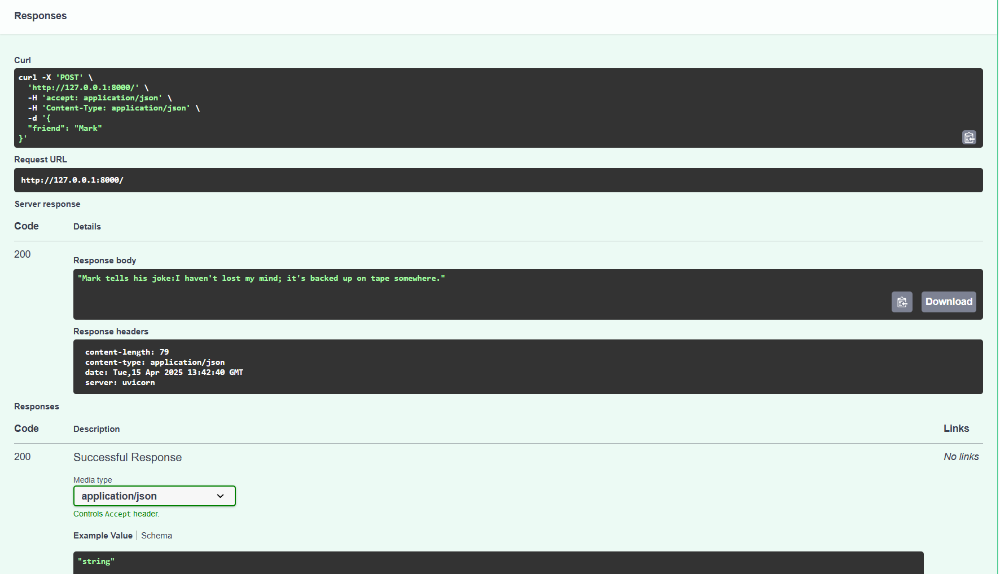 Responses
Curl
curl -X 'POST' \
  'http://127.0.0.1:8000/' \
  -H 'accept: application/json' \
  -H 'Content-Type: application/json' \
  -d '{
  "friend": "Mark"
}'
Request URL
http://127.0.0.1:8000/
Server response
Code Details
200
Response body
"Mark tells his joke:I haven't lost my mind; it's backed up on tape somewhere."
Download
Response headers
content-length: 79
content-type: application/json
date: Tue,15 Apr 2025 13:42:40 GMT
server: uvicorn
Responses
Code Description Links
200 Successful Response No links
Media type
application/json
Controls Accept header.
Example Value Schema
"string"